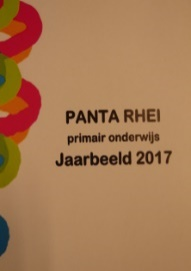 PANTA RHEI
primair onderwijs
Jaarbeeld 2017